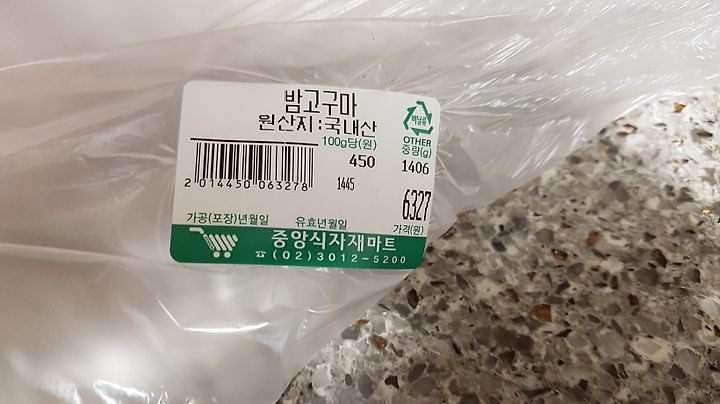 밤고구마
원산지:국내산
비닐류
OTHER
100g당(원)
중량(g)
450
1406
2 014450 063278
1445
6327
가공(포장)년월일
유효년월일
가격(원)
중앙식자재마트
☎(02)3012-5200